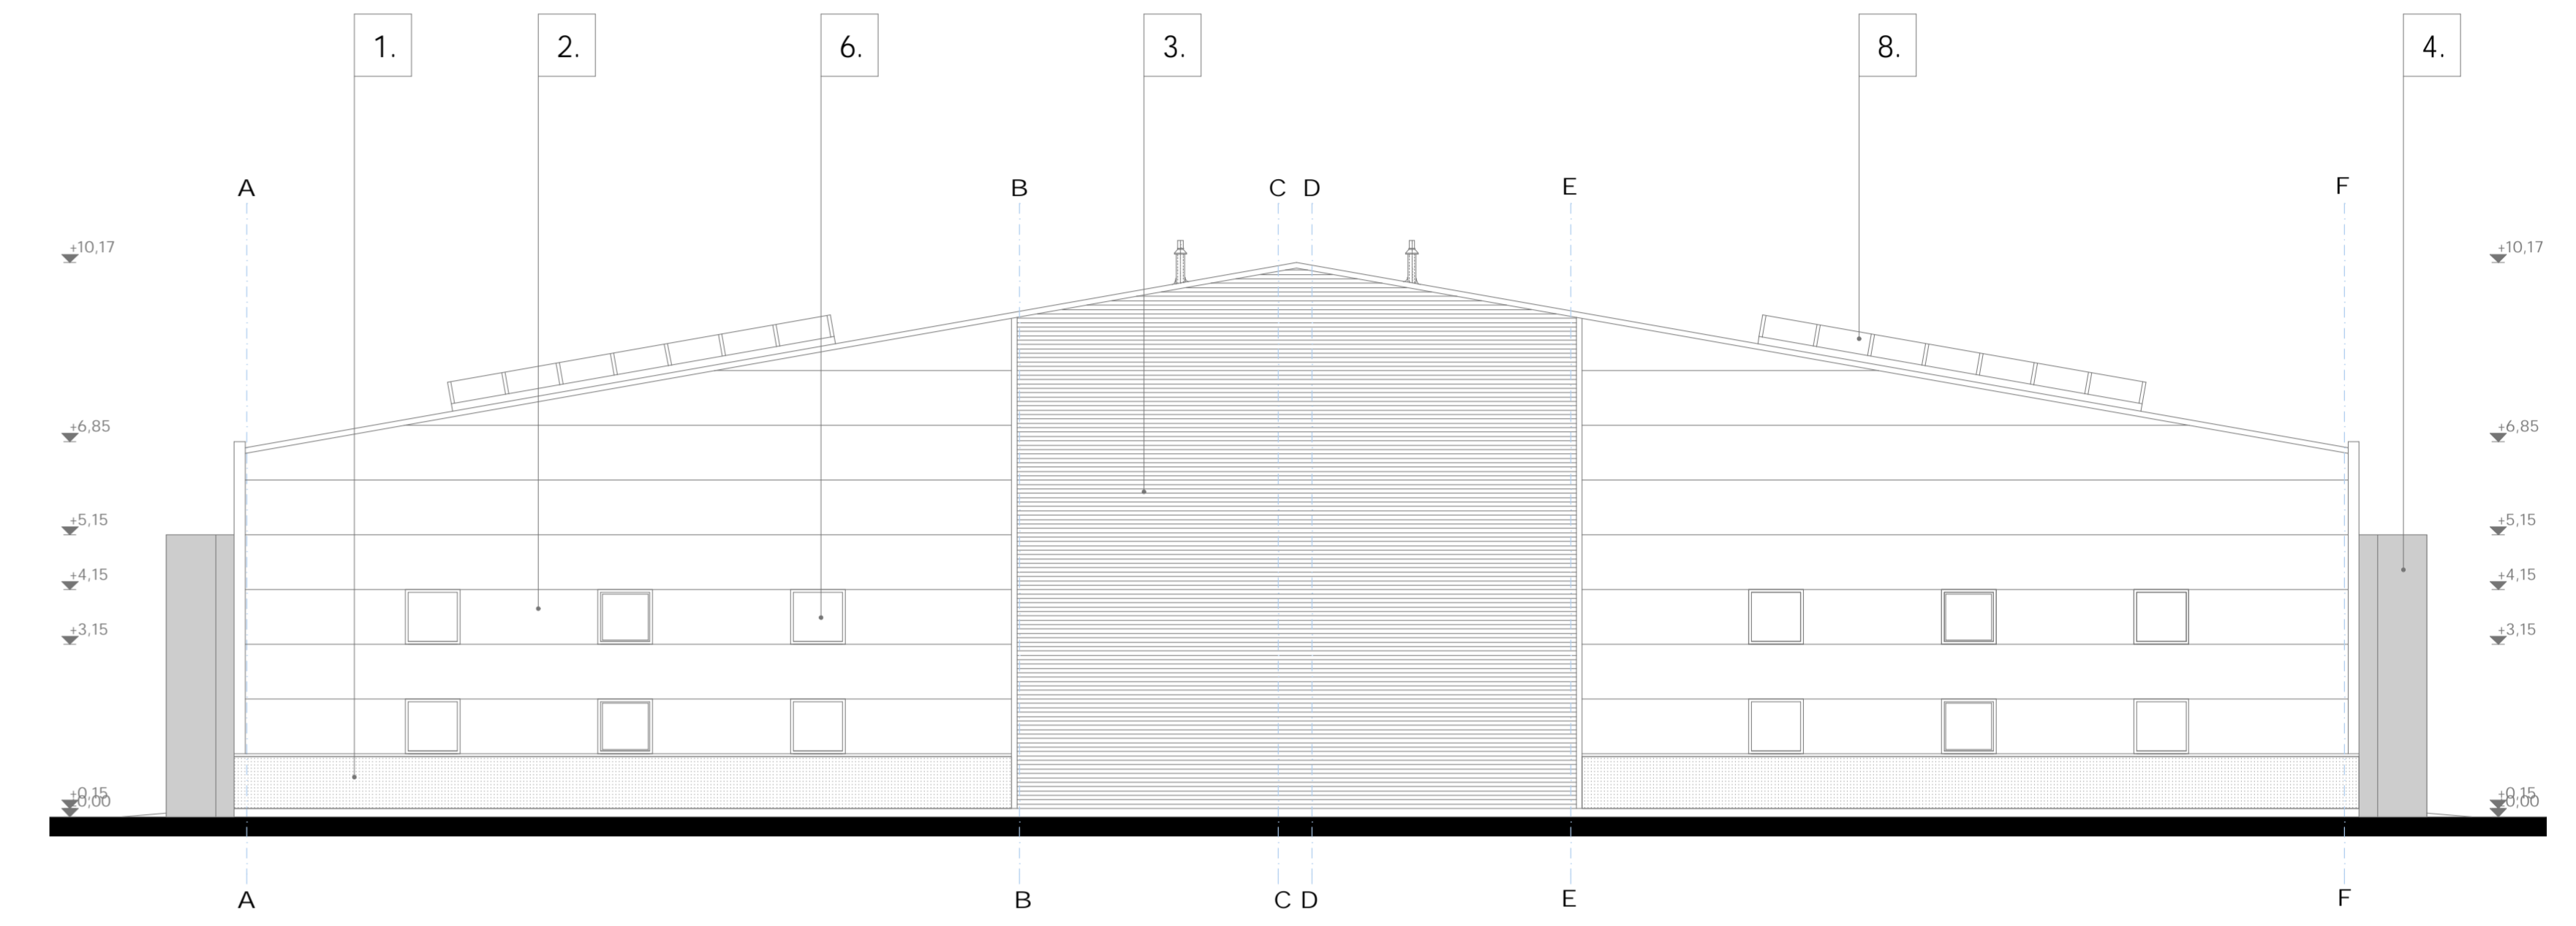 1. 2. 6. 3. 8. 4.
A B C D E F
+10,17 +10,17
+6,85 +6,85
+5,15 +5,15
+4,15 +4,15
+3,15 +3,15
+0,15 +0,15
0,00 0,00
A B C D E F